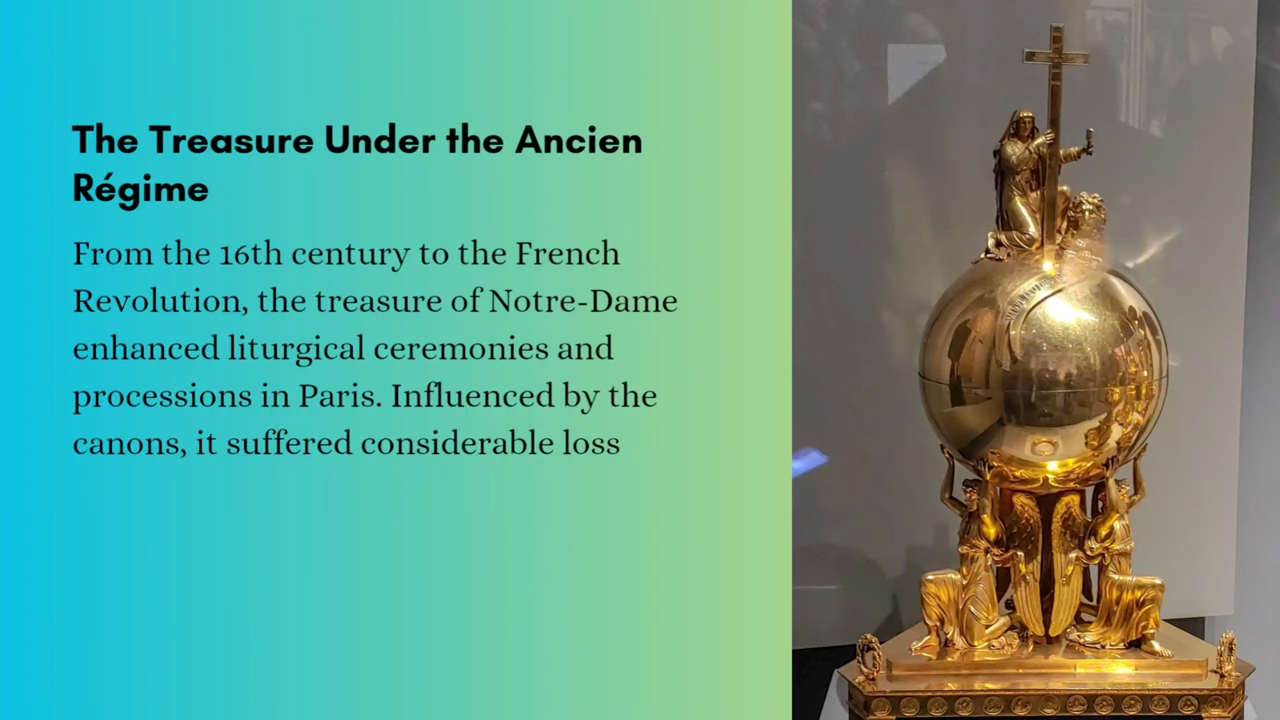 The Treasure Under the Ancien
Régime
From the 16th century to the French
Revolution, the treasure of Notre-Dame
enhanced liturgical ceremonies and
processions in Paris. Influenced by the
canons, it suffered considerable loss